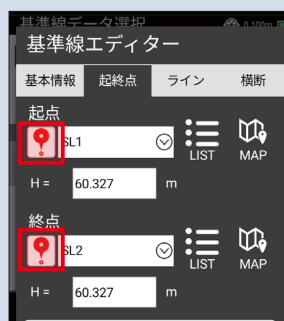 基準線データ選択 0.100m
基準線エディター
基本情報 起終点 ライン 横断
起点
SL1 LIST MAP
H = 60.327 m
終点
SL2 LIST MAP
H = 60.327 m